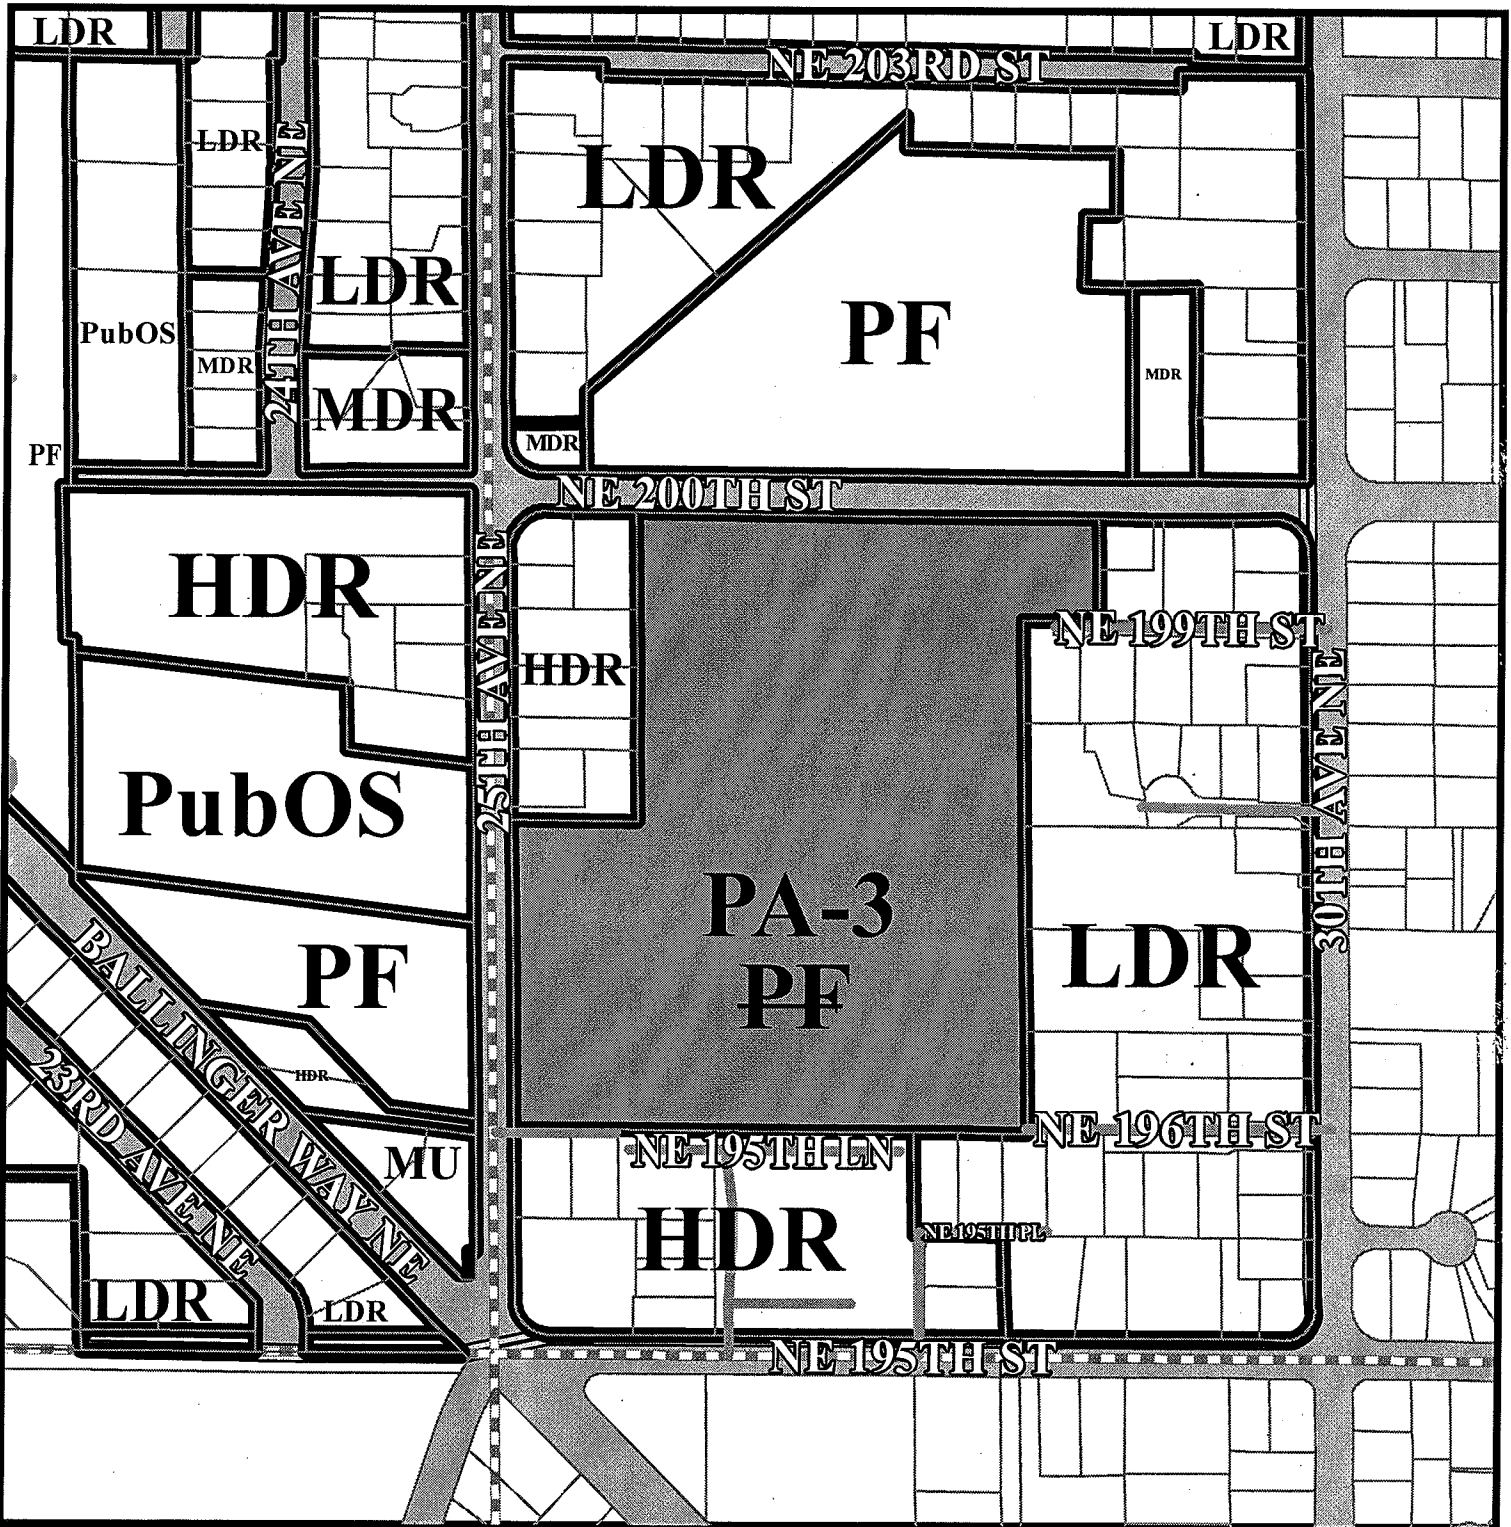 LDR
LDR
NE 203RD ST
LDR
24TH AVE NE
LDR
LDR
PubOS
MDR
MDR
PF
MDR
PF
MDR
NE 200TH ST
HDR
25TH AVE NE
HDR
NE 199TH ST
30TH AVE NE
PubOS
PA-3
PF
LDR
PF
BALLINGER WAY NE
23RD AVE NE
HDR
MU
NE 195TH LN
NE 196TH ST
HDR
NE 195TH PL
LDR
LDR
NE 195TH ST
LDR